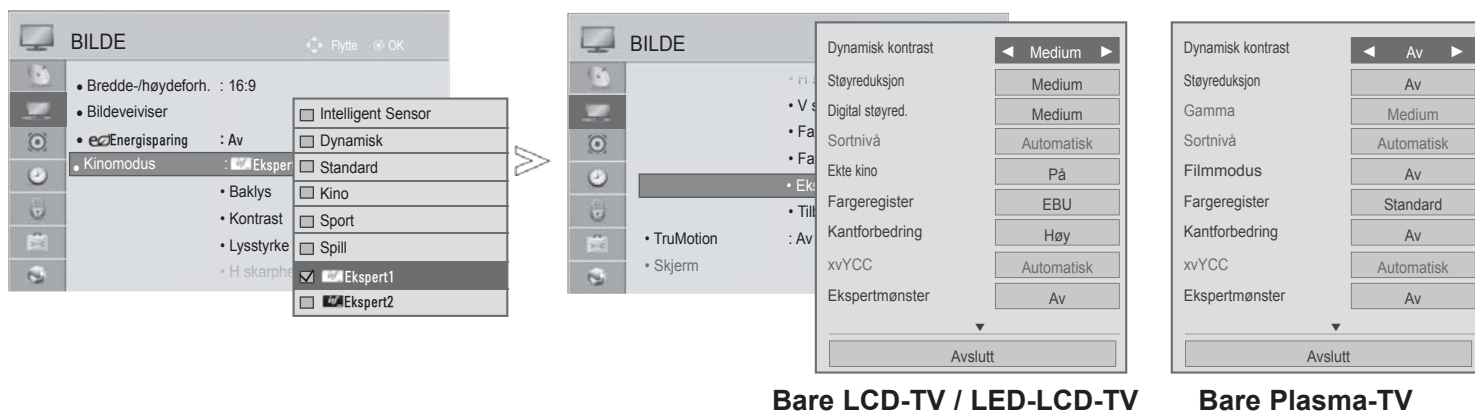 BILDE
Flytte OK
• Bredde-/høydeforh. : 16:9
• Bildeveiviser
• Energisparing : Av
• Kinomodus :
• Baklys
• Kontrast
• Lysstyrke
• H
Intelligent Sensor
Dynamisk
Standard
Kino
Sport
Spill
Ekspert1
Ekspert2
BILDE
• H
• V
• Fa
• Fa
• Eks
• TruMotion : Av
• Skjerm
Dynamisk kontrast ◄ Medium ►
Støyreduksjon Medium
Digital støyred. Medium
Sortnivå Automatisk
Ekte kino På
Fargeregister EBU
Kantforbedring Høy
xvYCC Automatisk
Ekspertmønster Av
▼
Avslutt
Bare LCD-TV / LED-LCD-TV
Dynamisk kontrast ◄ Av ►
Støyreduksjon Av
Gamma Medium
Sortnivå Automatisk
Filmmodus Av
Fargeregister Standard
Kantforbedring Av
xvYCC Automatisk
Ekspertmønster Av
▼
Avslutt
Bare Plasma-TV